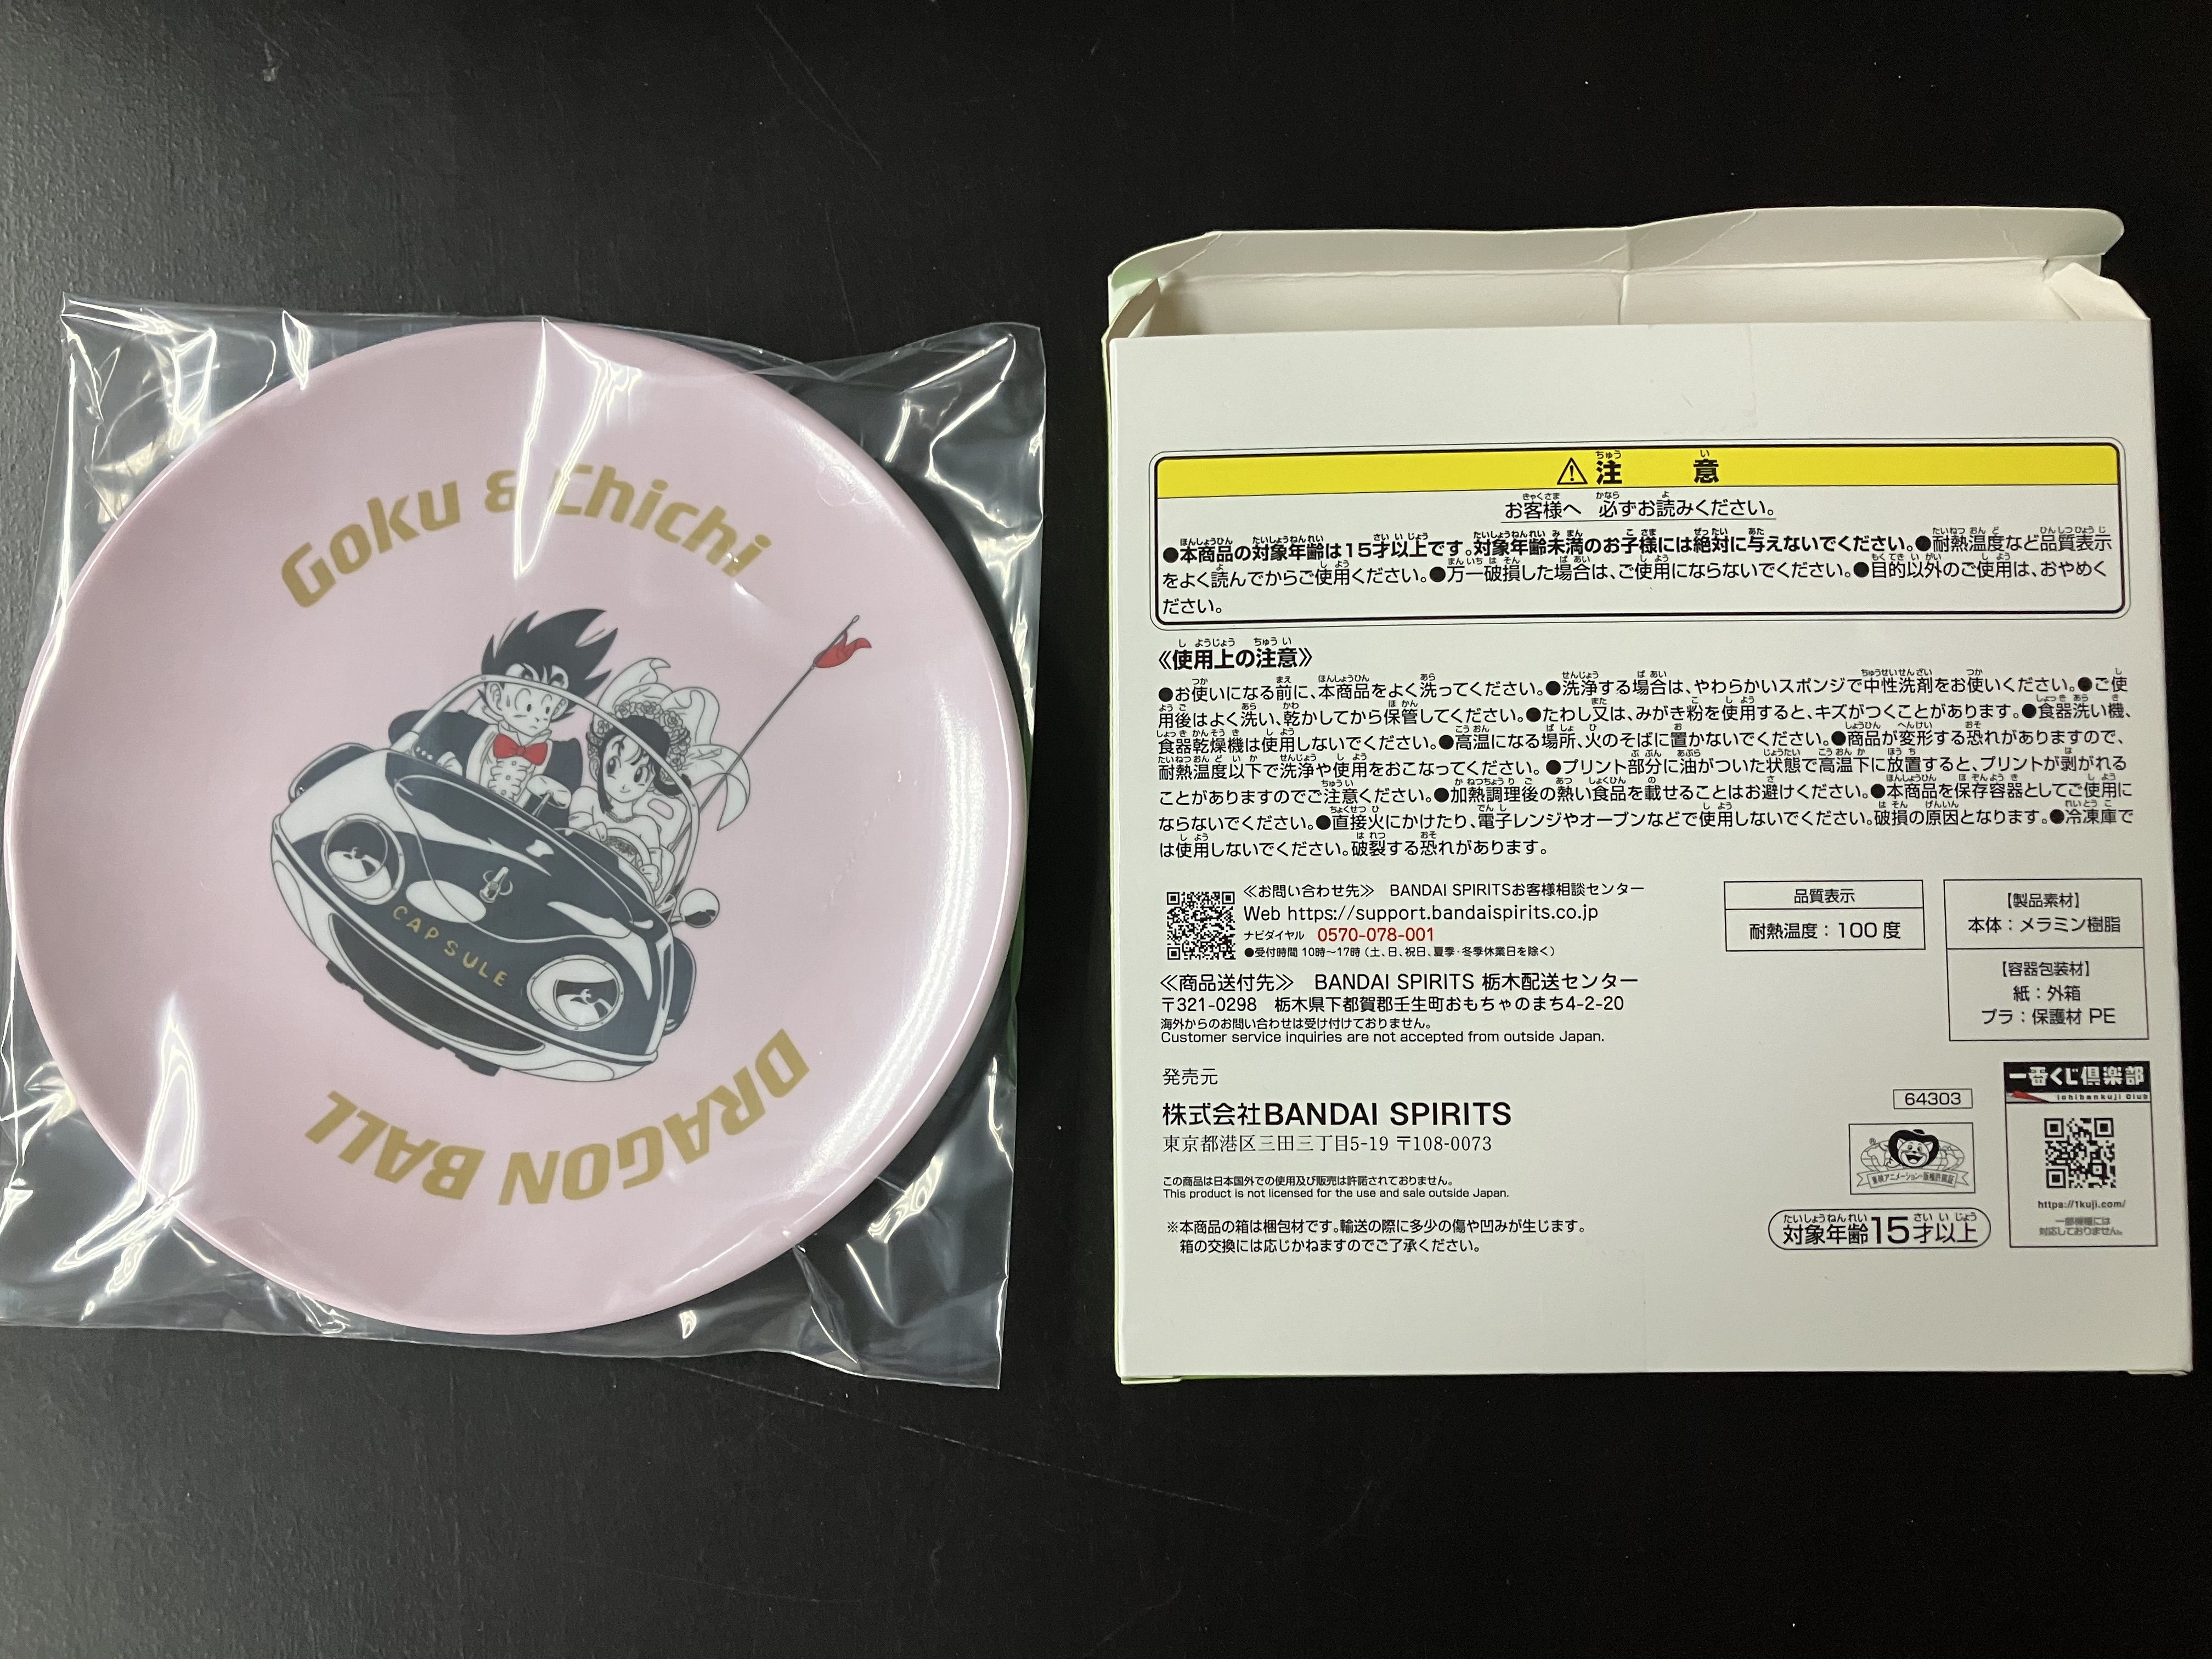 Goku & Chichi
CAPSULE
DRAGON BALL
⚠注意
お客様へ 必ずお読みください。
●本商品の対象年齢は15才以上です。対象年齢未満のお子様には絶対に与えないでください。●耐熱温度など品質表示
をよく読んでからご使用ください。●万一破損した場合は、ご使用にならないでください。●目的以外のご使用は、おやめく
ださい。
《使用上の注意》
●お使いになる前に、本商品をよく洗ってください。●洗浄する場合は、やわらかいスポンジで中性洗剤をお使いください。●ご使
用後はよく洗い、乾かしてから保管してください。●たわし又は、みがき粉を使用すると、キズがつくことがあります。●食器洗い機、
食器乾燥機は使用しないでください。●高温になる場所、火のそばに置かないでください。●商品が変形する恐れがありますので、
耐熱温度以下で洗浄や使用をおこなってください。●プリント部分に油がついた状態で高温下に放置すると、プリントが剥がれる
ことがありますのでご注意ください。●加熱調理後の熱い食品を載せることはお避けください。●本商品を保存容器としてご使用に
ならないでください。●直接火にかけたり、電子レンジやオーブンなどで使用しないでください。破損の原因となります。●冷凍庫で
は使用しないでください。破裂する恐れがあります。
≪お問い合わせ先≫ BANDAI SPIRITSお客様相談センター
Web https://support.bandaispirits.co.jp
ナビダイヤル 0570-078-001
●受付時間 10時~17時（土、日、祝日、夏季・冬季休業日を除く）
≪商品送付先≫ BANDAI SPIRITS 栃木配送センター
〒321-0298 栃木県下都賀郡壬生町おもちゃのまち4-2-20
海外からのお問い合わせは受け付けておりません。
Customer service inquiries are not accepted from outside Japan.
品質表示
耐熱温度：100 度
【製品素材】
本体：メラミン樹脂
【容器包装材】
紙：外箱
プラ：保護材 PE
発売元
株式会社BANDAI SPIRITS
東京都港区三田三丁目5-19 〒108-0073
この商品は日本国外での使用及び販売は許諾されておりません。
This product is not licensed for the use and sale outside Japan.
※本商品の箱は梱包材です。輸送の際に多少の傷や凹みが生じます。
箱の交換には応じかねますのでご了承ください。
64303
東映アニメーション・版権許諾証
対象年齢15才以上
一番くじ倶楽部
Ichibankuji Club
https://1kuji.com/
一部機種には
対応しておりません。